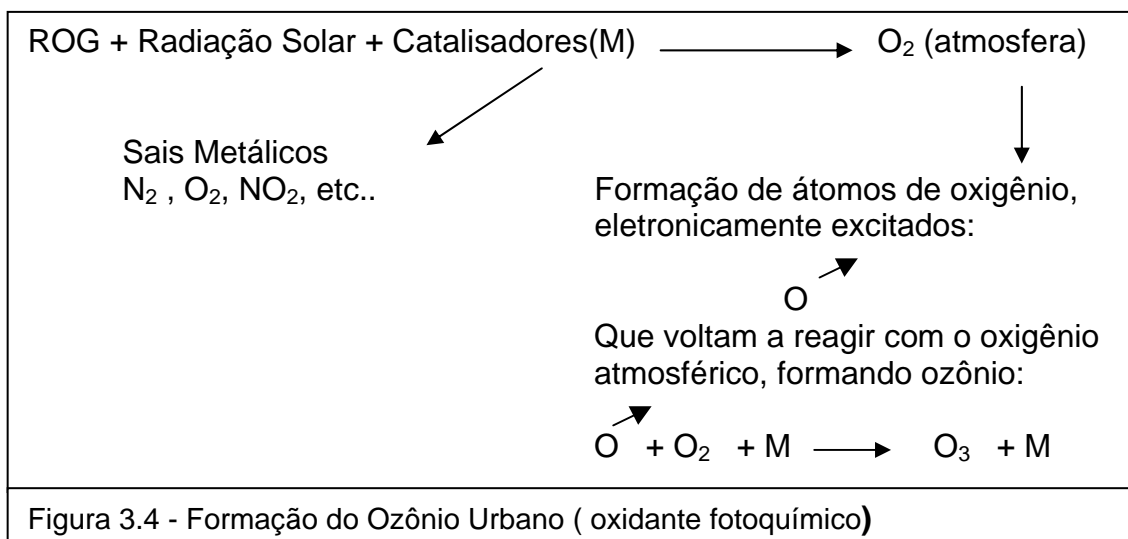 ROG + Radiação Solar + Catalisadores(M) O₂ (atmosfera)
Sais Metálicos
N₂ , O₂, NO₂, etc..
Formação de átomos de oxigênio,
eletronicamente excitados:
O
Que voltam a reagir com o oxigênio
atmosférico, formando ozônio:
O + O₂ + M O₃ + M
Figura 3.4 - Formação do Ozônio Urbano ( oxidante fotoquímico)